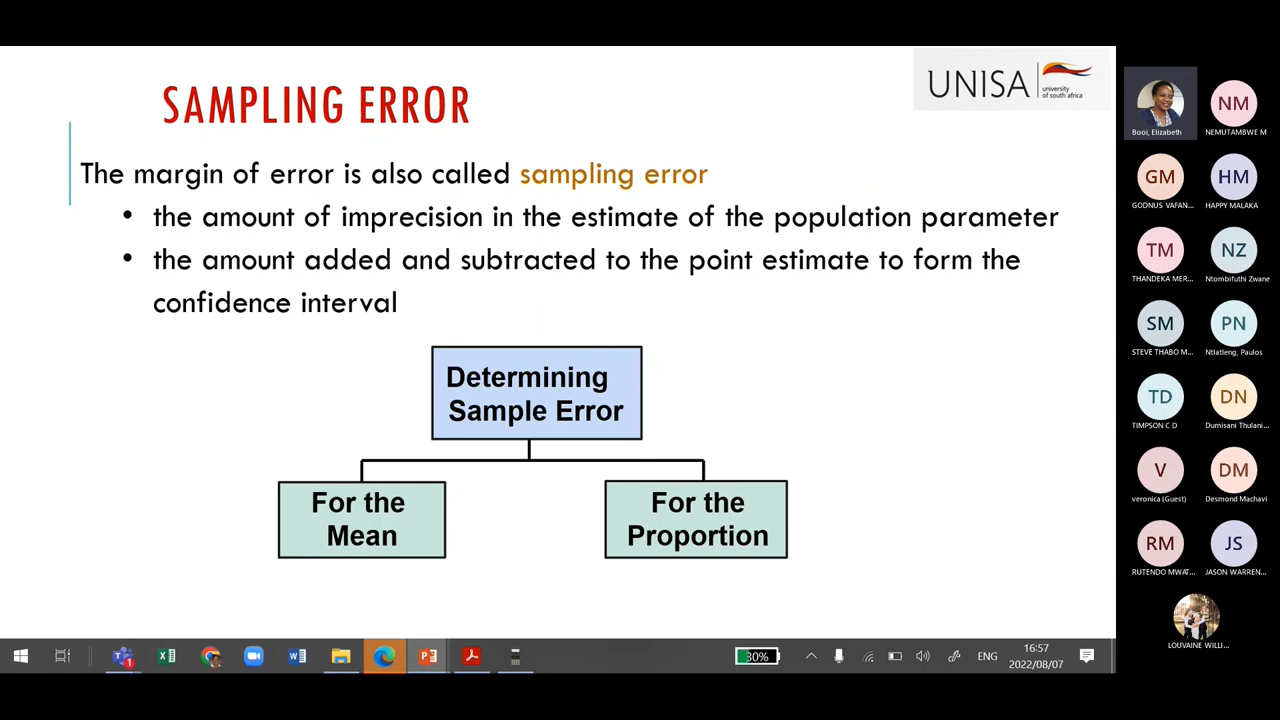 SAMPLING ERROR
UNISA
university
of south africa
The margin of error is also called sampling error
• the amount of imprecision in the estimate of the population parameter
• the amount added and subtracted to the point estimate to form the
confidence interval
Determining
Sample Error
For the
Mean
For the
Proportion
Booi, Elizabeth
NM
NEMUTAMBWE M
GM
GODNUS VAFAN...
HM
HAPPY MALAKA
TM
THANDEKA MER...
NZ
Ntombifuthi Zwane
SM
STEVE THABO M...
PN
Ntlatleng, Paulos
TD
TIMPSON C D
DN
Dumisani Thulani...
V
veronica (Guest)
DM
Desmond Machavi
RM
RUTENDO MWAT...
JS
JASON WARREN...
LOUVAINE WILLI...
30%
ENG
16:57
2022/08/07